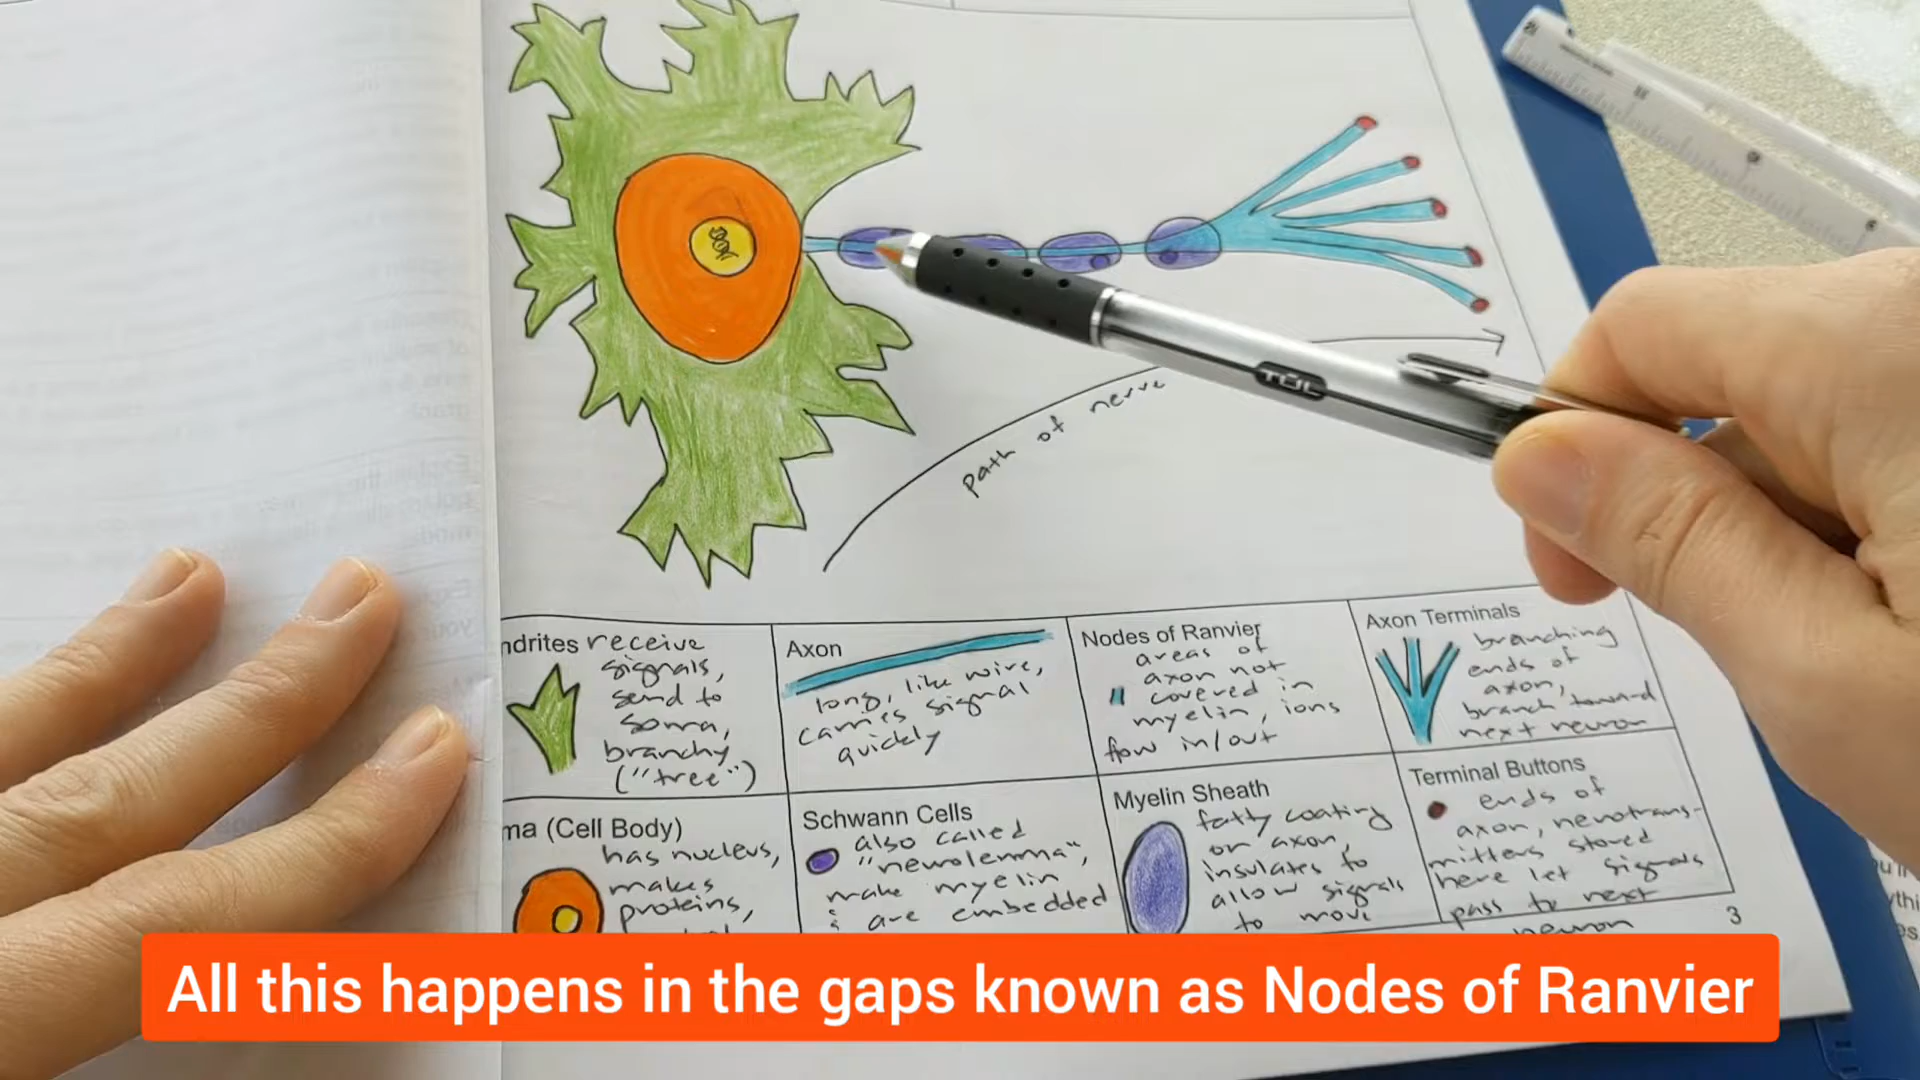 TUL
path of nerve
ndrites receive
signals,
send to
soma,
branchy
("tree")
Axon
long, like wire,
carries signal
quickly
Nodes of Ranvier
areas of
axon not
covered in
myelin, ions
flow in/out
Axon Terminals
branching
ends of
axon,
branch toward
next neuron
ma (Cell Body)
has nucleus,
makes
proteins,
Schwann Cells
also called
"neurolemma",
make myelin
& are embedded
Myelin Sheath
fatty coating
on axon,
insulates to
allow signals
to move
Terminal Buttons
ends of
axon, neurotrans-
mitters stored
here let signals
pass to next
neuron
3
All this happens in the gaps known as Nodes of Ranvier